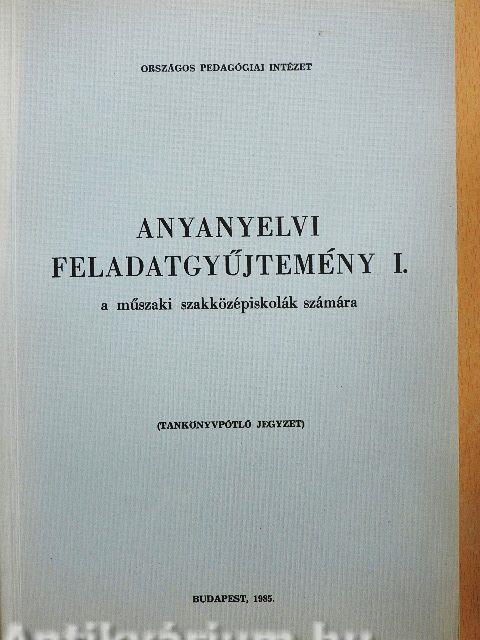 ORSZÁGOS PEDAGÓGIAI INTÉZET
ANYANYELVI
FELADATGYŰJTEMÉNY I.
a műszaki szakközépiskolák számára
(TANKÖNYVPÓTLÓ JEGYZET)
BUDAPEST, 1985.
Antikvárium.hu